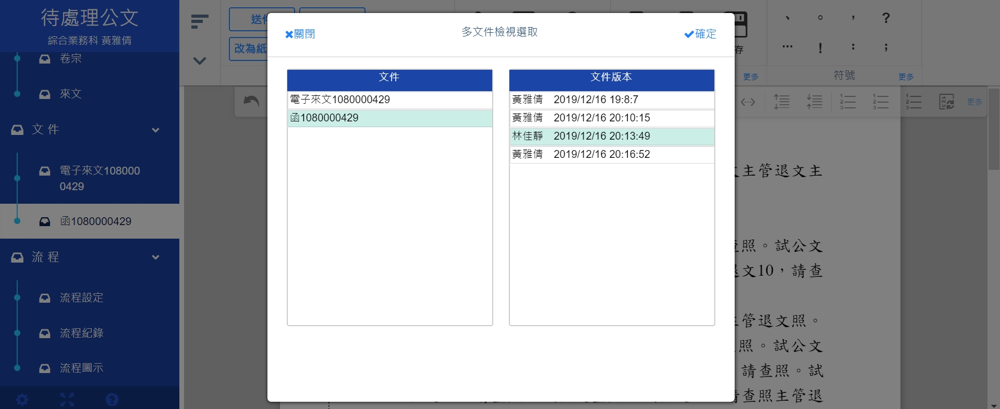 待處理公文
綜合業務科 黃雅倩
卷宗
來文
文 件
電子來文108000
0429
函1080000429
流 程
流程設定
流程紀錄
流程圖示
改為紙
存
更多
、 。 , ?
… ! : ;
符號
更多
更多
關閉
多文件檢視選取
確定
文件
電子來文1080000429
函1080000429
文件版本
黃雅倩 2019/12/16 19:8:7
黃雅倩 2019/12/16 20:10:15
林佳靜 2019/12/16 20:13:49
黃雅倩 2019/12/16 20:16:52
主管退文主
照。試公文
文10,請查
管退文照。
照。試公文
請查照。試
請查照主管退